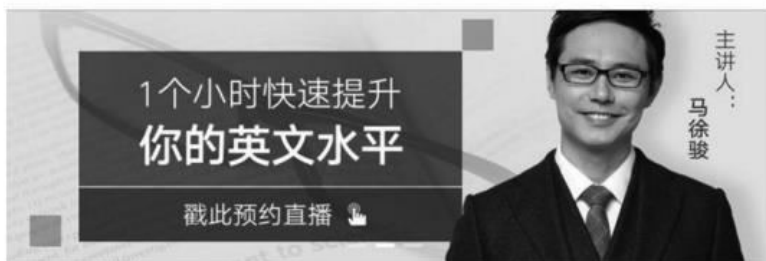 1个小时快速提升
你的英文水平
戳此预约直播
主讲人：
马徐骏